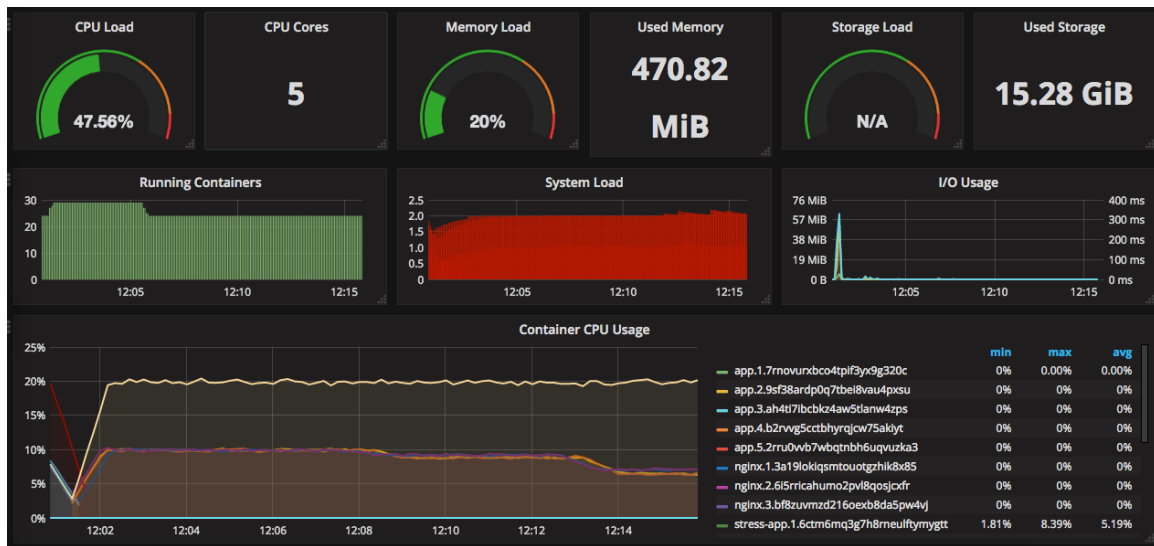 CPU Load
47.56%
CPU Cores
5
Memory Load
20%
Used Memory
470.82
MiB
Storage Load
N/A
Used Storage
15.28 GiB
Running Containers
30
20
10
0
12:05 12:10 12:15
System Load
2.5
2.0
1.5
1.0
0.5
0
12:05 12:10 12:15
I/O Usage
76 MiB 400 ms
57 MiB 300 ms
38 MiB 200 ms
19 MiB 100 ms
0 B 0 ms
12:05 12:10 12:15
Container CPU Usage
25%
20%
15%
10%
5%
0%
12:02 12:04 12:06 12:08 12:10 12:12 12:14
min max avg
app.1.7rnovurxbco4tpif3yx9g320c 0% 0.00% 0.00%
app.2.9sf38ardp0q7tbei8vau4pxsu 0% 0% 0%
app.3.ah4tl7ibcbkz4aw5tlanw4zps 0% 0% 0%
app.4.b2rvvg5cctbhyrqjcw75akiyt 0% 0% 0%
app.5.2rru0vvb7wbqtnbh6uqvuzka3 0% 0% 0%
nginx.1.3a19lokiqsmtouotgzhik8x85 0% 0% 0%
nginx.2.6i5rricahumo2pvl8qosjcxfr 0% 0% 0%
nginx.3.bf8zuvmzd216oexb8da5pw4vj 0% 0% 0%
stress-app.1.6ctm6mq3g7h8rneulftymygtt 1.81% 8.39% 5.19%